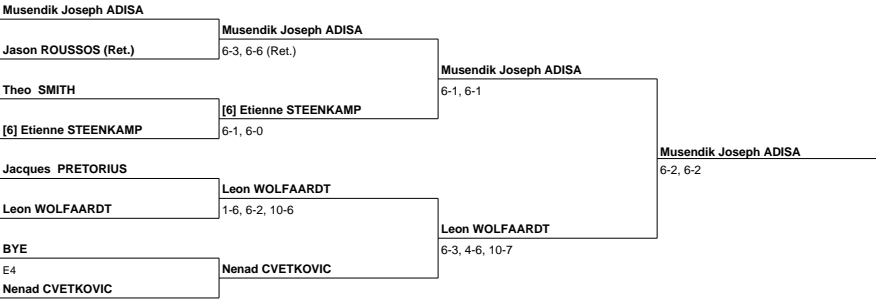 Musendik Joseph ADISA
Musendik Joseph ADISA
Jason ROUSSOS (Ret.)
6-3, 6-6 (Ret.)
Musendik Joseph ADISA
Theo SMITH
6-1, 6-1
[6] Etienne STEENKAMP
[6] Etienne STEENKAMP
6-1, 6-0
Musendik Joseph ADISA
Jacques PRETORIUS
6-2, 6-2
Leon WOLFAARDT
Leon WOLFAARDT
1-6, 6-2, 10-6
Leon WOLFAARDT
BYE
6-3, 4-6, 10-7
E4
Nenad CVETKOVIC
Nenad CVETKOVIC